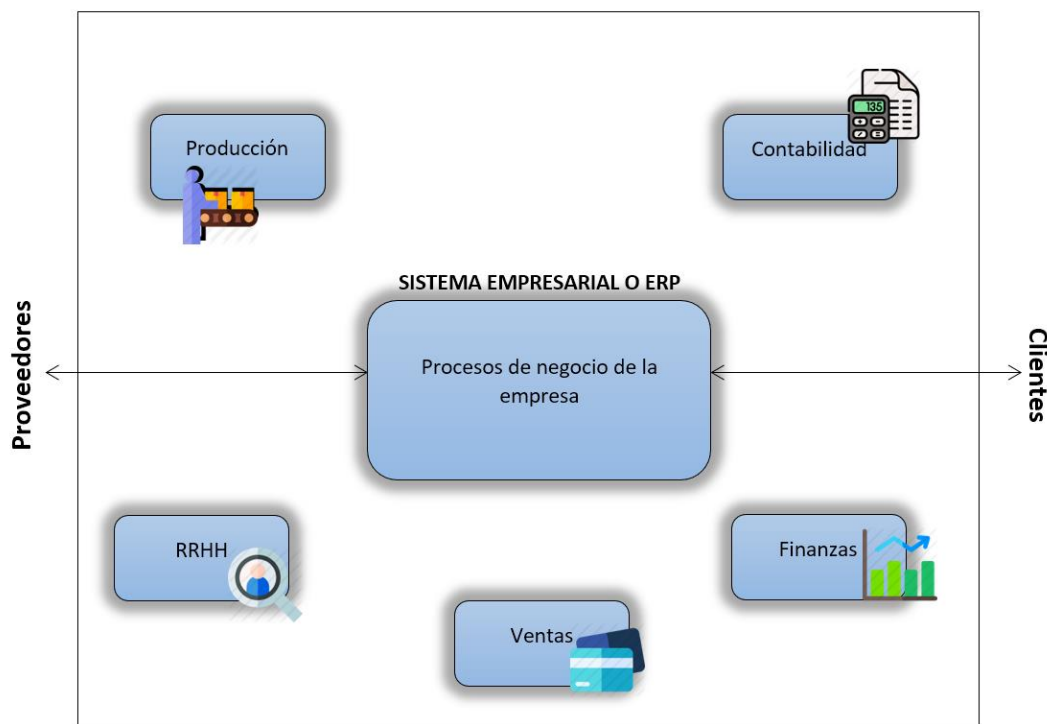 Producción
Contabilidad
135
SISTEMA EMPRESARIAL O ERP
Proveedores
Procesos de negocio de la
empresa
Clientes
RRHH
Finanzas
Ventas